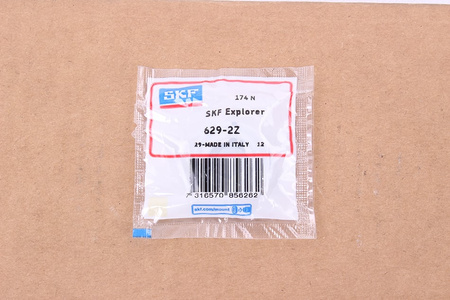 SKF
174 N
SKF Explorer
629-2Z
29-MADE IN ITALY 12
7 316570 856262
skf.com/mount